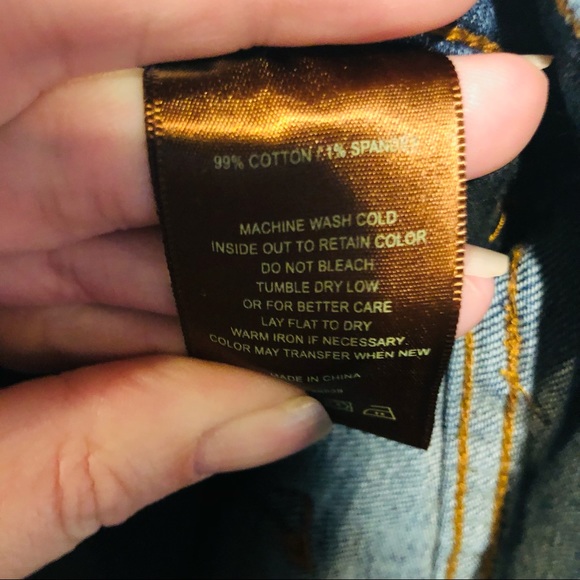 99% COTTON / 1% SPANDEX
MACHINE WASH COLD
INSIDE OUT TO RETAIN COLOR
DO NOT BLEACH
TUMBLE DRY LOW
OR FOR BETTER CARE
LAY FLAT TO DRY
WARM IRON IF NECESSARY
COLOR MAY TRANSFER WHEN NEW
MADE IN CHINA